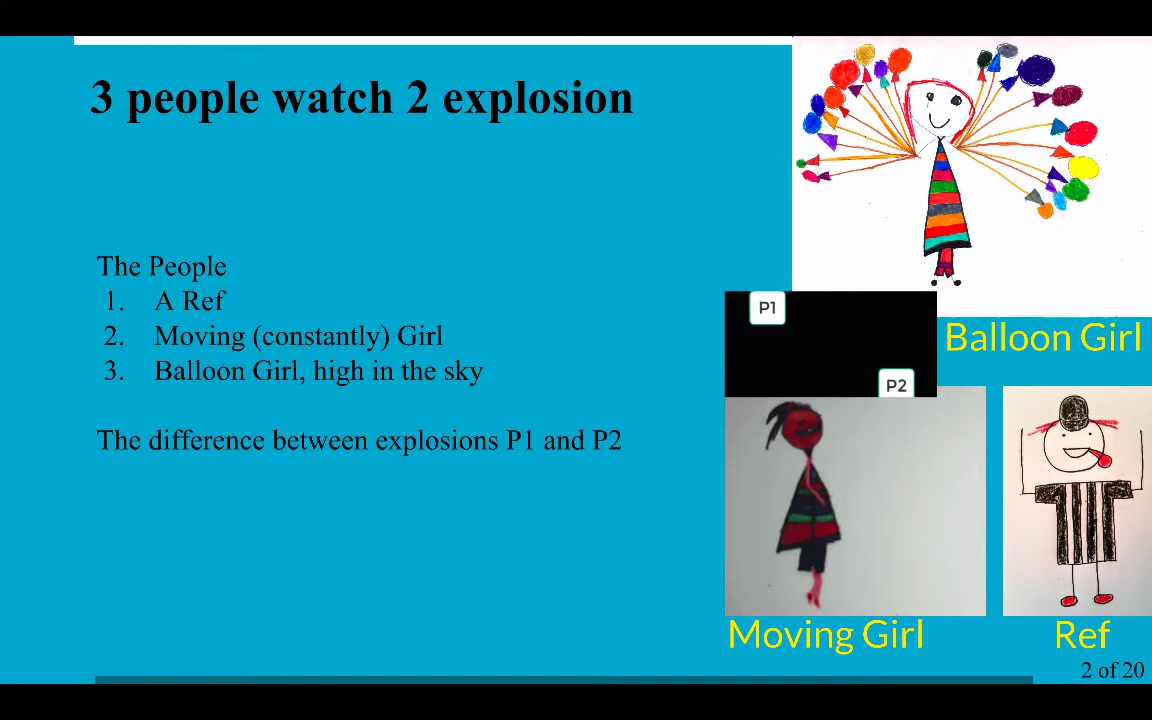 3 people watch 2 explosion
The People
1. A Ref
2. Moving (constantly) Girl
3. Balloon Girl, high in the sky
The difference between explosions P1 and P2
P1
P2
Balloon Girl
Moving Girl
Ref
2 of 20